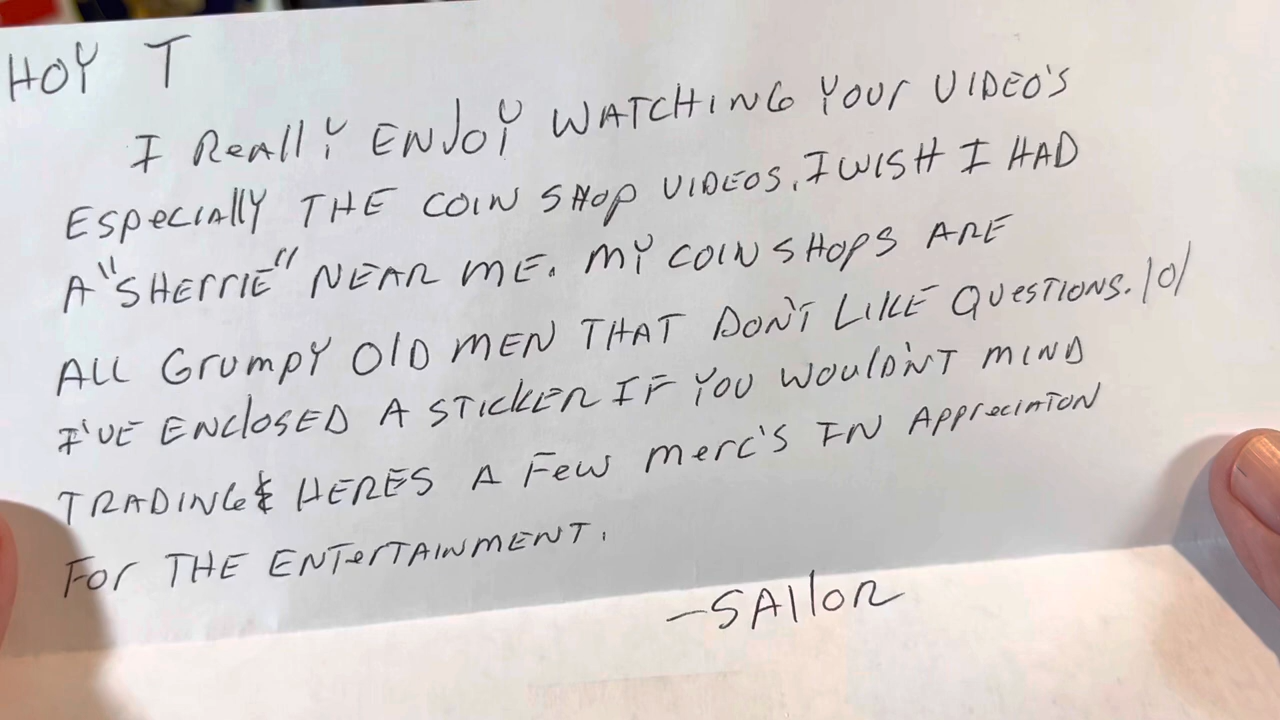 HOY T
I REAllY ENJOY WATCHING YOUr VIDEO'S
ESpECIAllY THE COIN SHOp VIDEOS. I WISH I HAD
A "SHErrIE" NEAR ME. MY COIN SHOPS ARE
ALL GrumpY OlD MEN THAT DON'T LIKE QUESTIONS. lol
I'VE ENClOSED A STICKER IF YOU WOulDN'T MIND
TRADING & HERES A FEW merc'S IN AppreciATON
FOr THE ENTErTAINMENT.
-SAIlOR